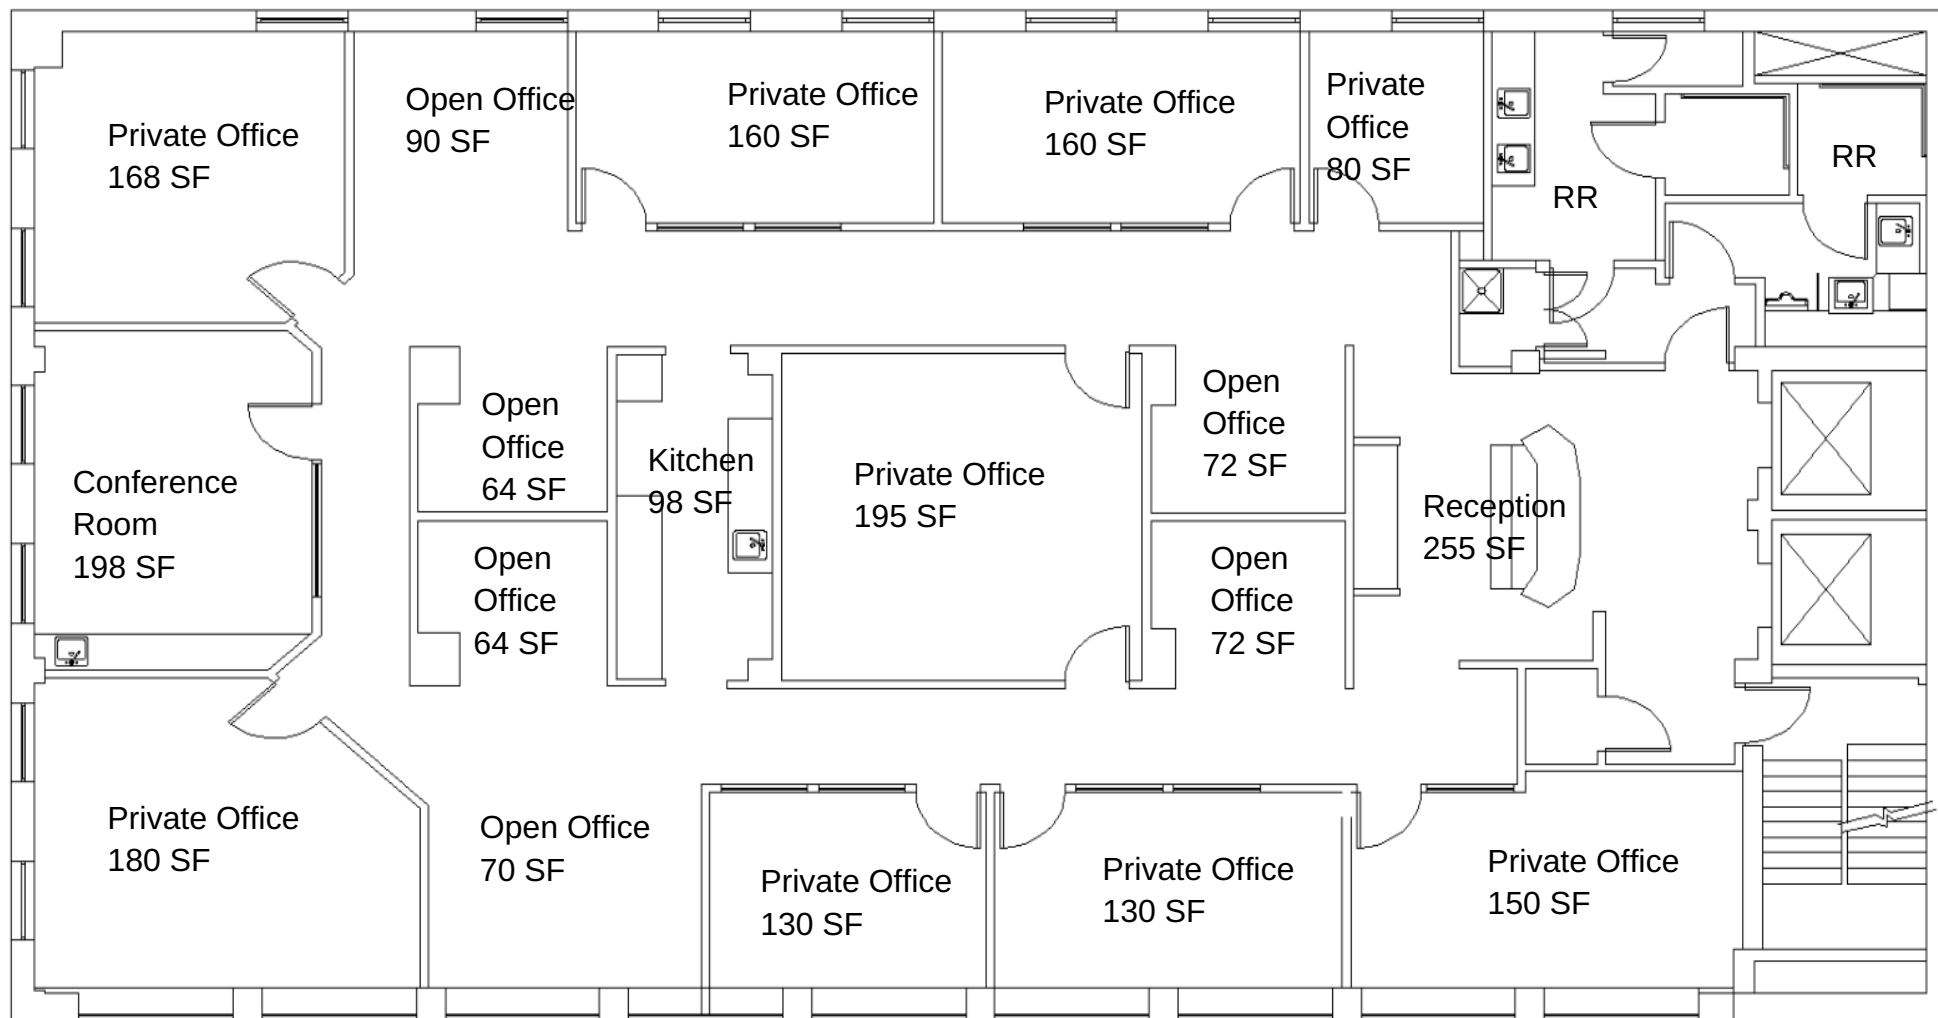 Private Office
168 SF
Open Office
90 SF
Private Office
160 SF
Private Office
160 SF
Private
Office
80 SF
RR
RR
Conference
Room
198 SF
Open
Office
64 SF
Open
Office
64 SF
Kitchen
98 SF
Private Office
195 SF
Open
Office
72 SF
Open
Office
72 SF
Reception
255 SF
Private Office
180 SF
Open Office
70 SF
Private Office
130 SF
Private Office
130 SF
Private Office
150 SF